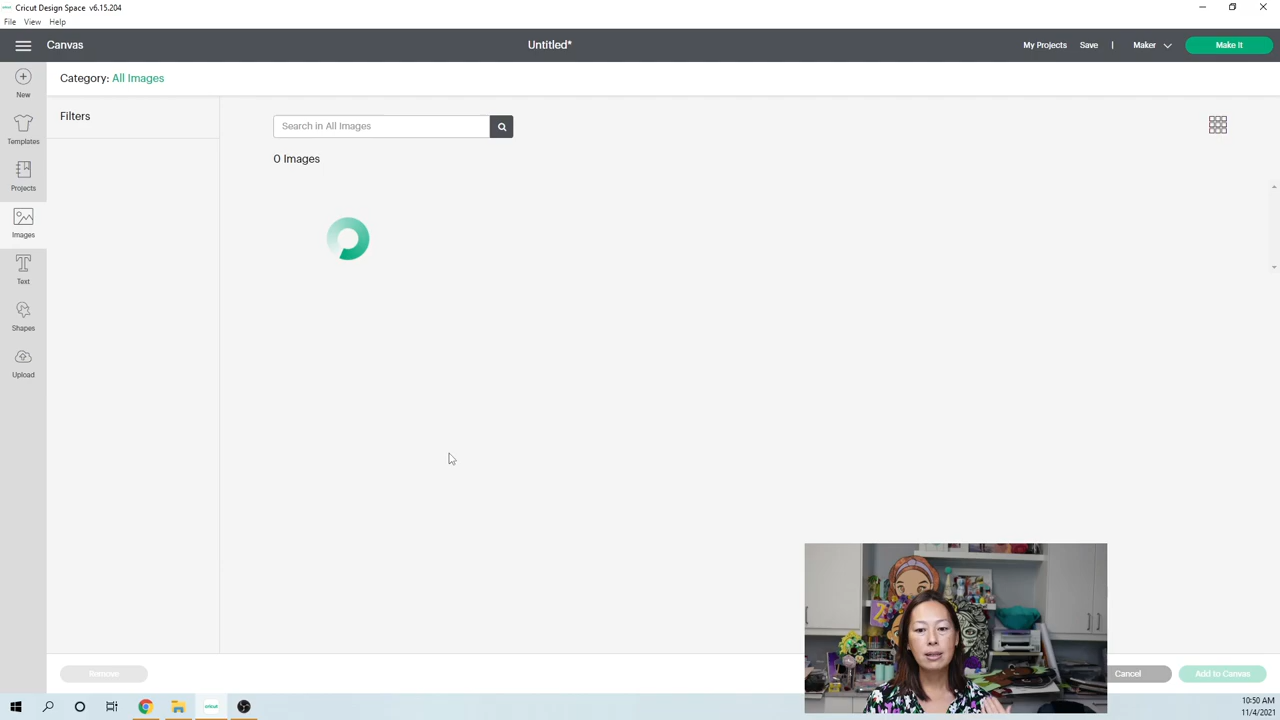 Cricut Design Space v6.15.204
File View Help
Canvas
Untitled*
My Projects Save | Maker Make It
New
Templates
Projects
Images
Text
Shapes
Upload
Category: All Images
Filters
Search in All Images
0 Images
Remove
Cancel
Add to Canvas
cricut
10:50 AM
11/4/2021